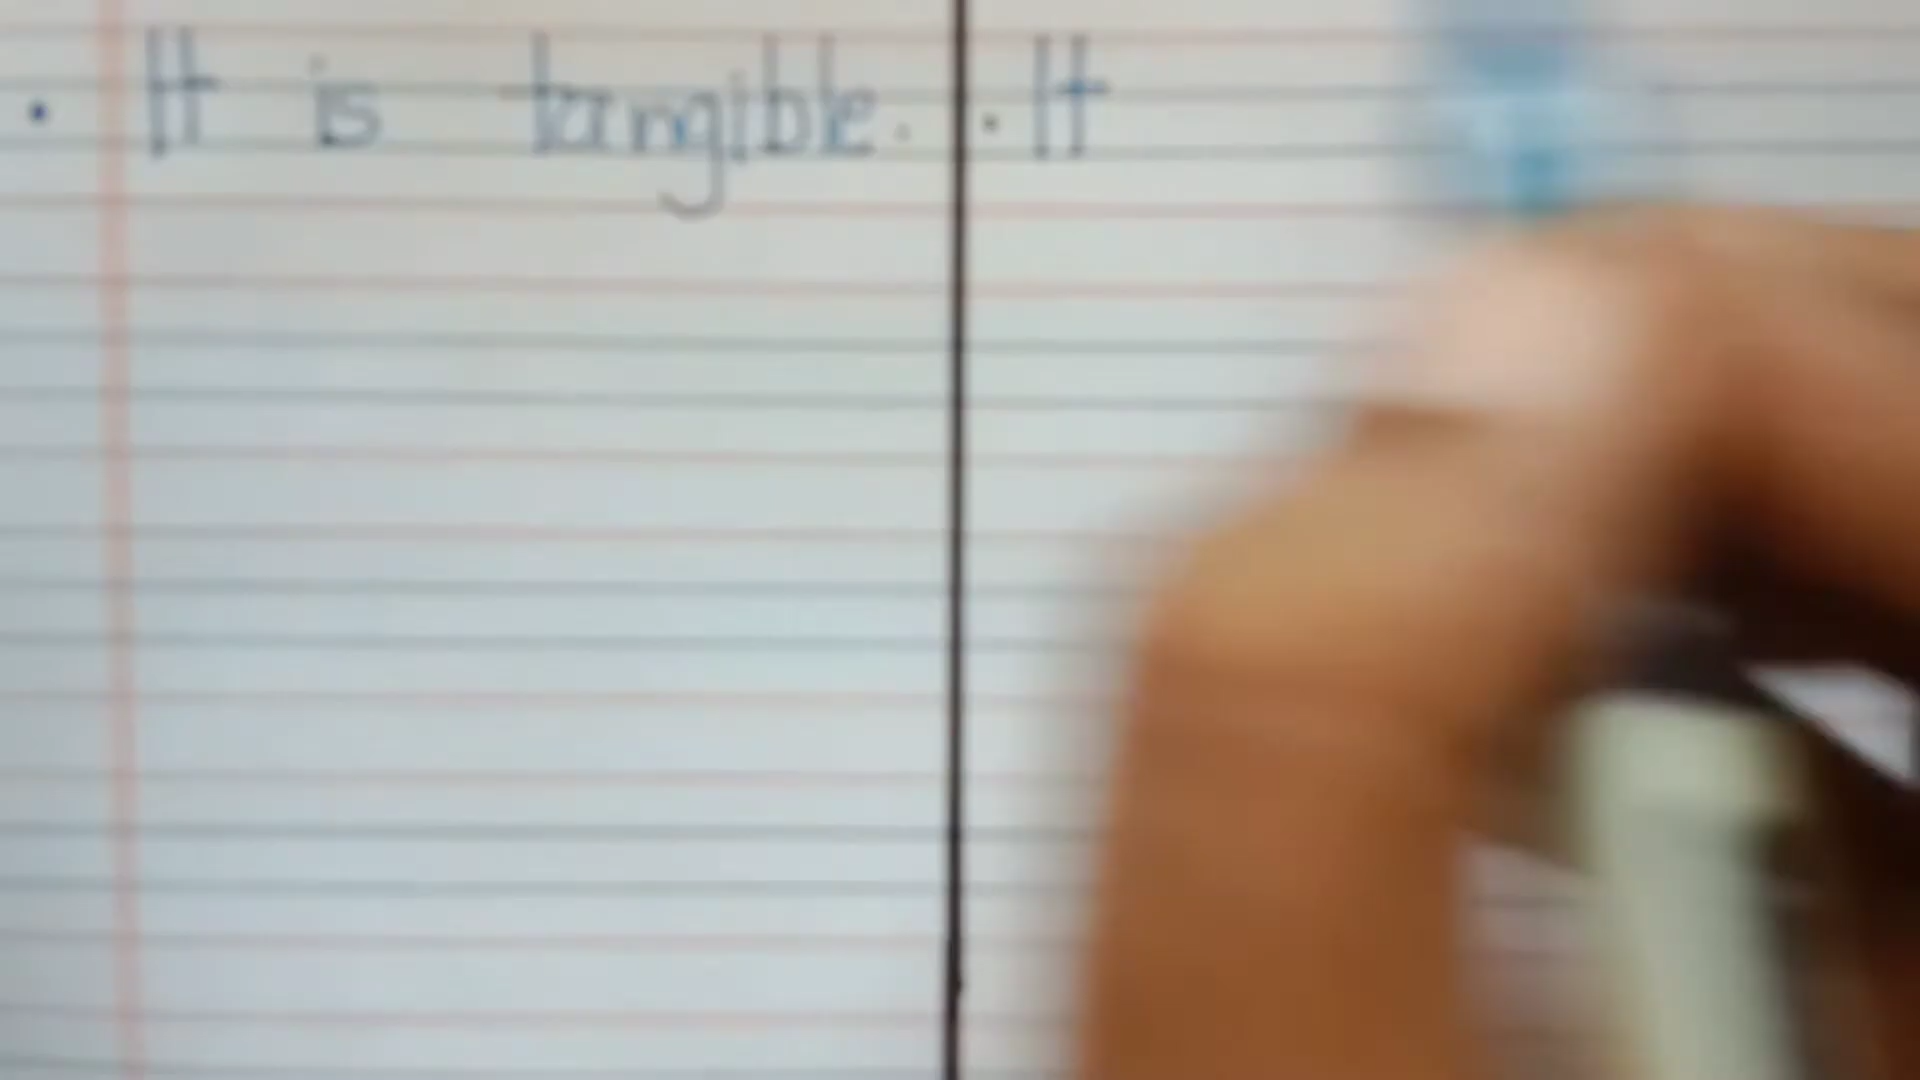 • It is tangible.
• It